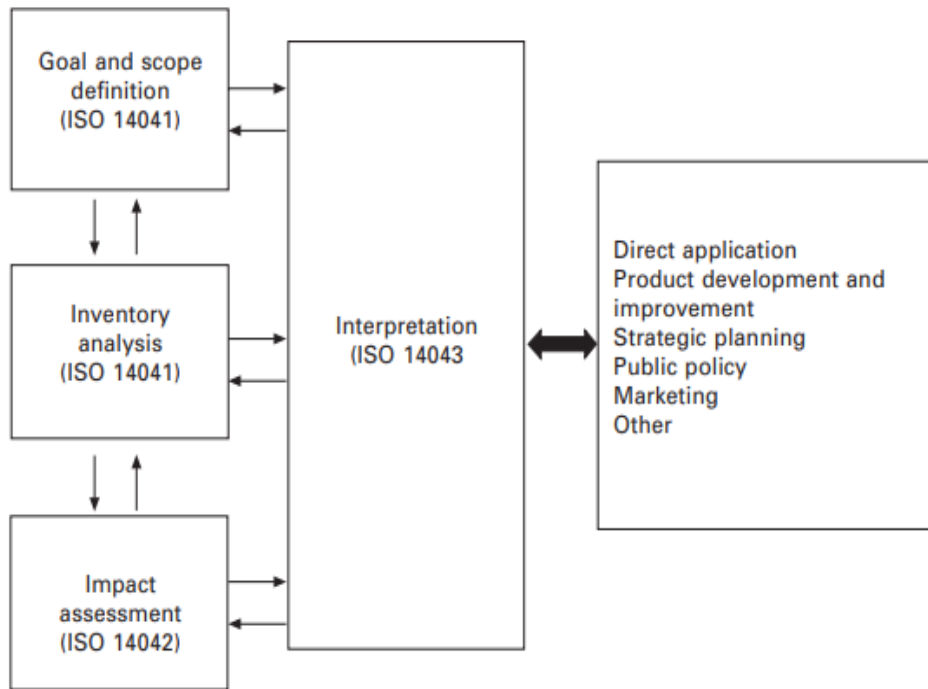 Goal and scope
definition
(ISO 14041)
Inventory
analysis
(ISO 14041)
Impact
assessment
(ISO 14042)
Interpretation
(ISO 14043
Direct application
Product development and
improvement
Strategic planning
Public policy
Marketing
Other